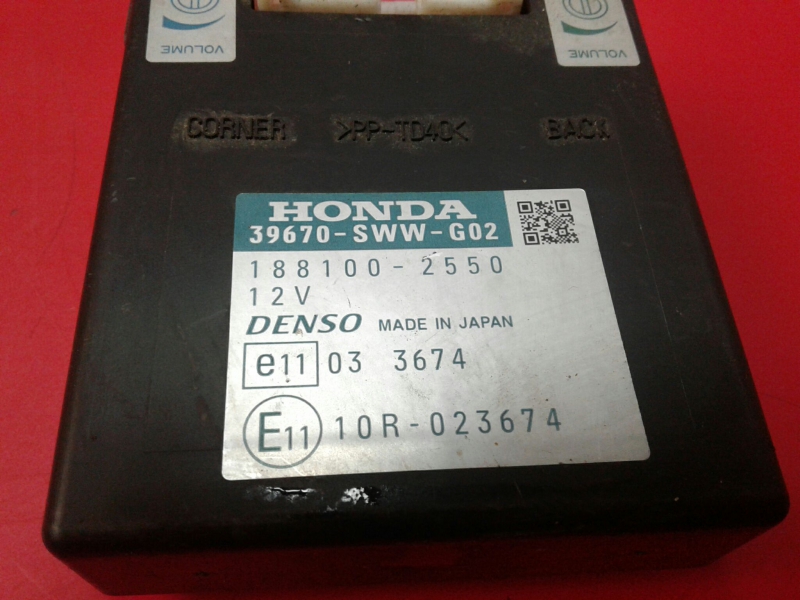 VOLUME VOLUME
CORNER >PP-TD40< BACK
HONDA
39670-SWW-G02
188100-2550
12V
DENSO MADE IN JAPAN
e11 03 3674
E11 10R-023674